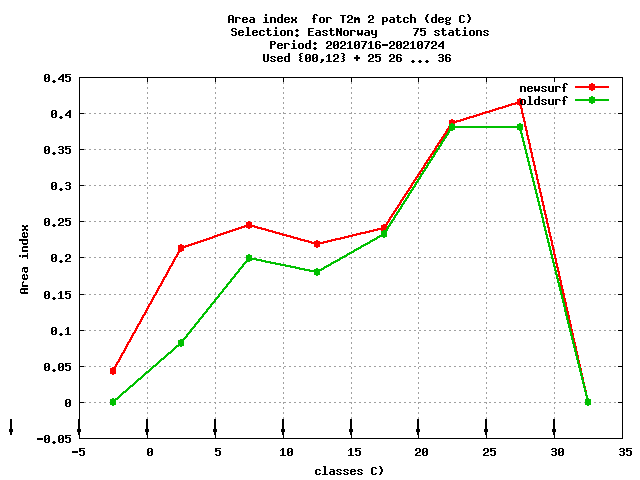 Area index  for T2m 2 patch (deg C)
Selection: EastNorway     75 stations
Period: 20210716-20210724
Used {00,12} + 25 26 ... 36
0.45
0.4
0.35
0.3
0.25
0.2
0.15
0.1
0.05
0
-0.05
Area index
newsurf
oldsurf
-5 0 5 10 15 20 25 30 35
classes C)